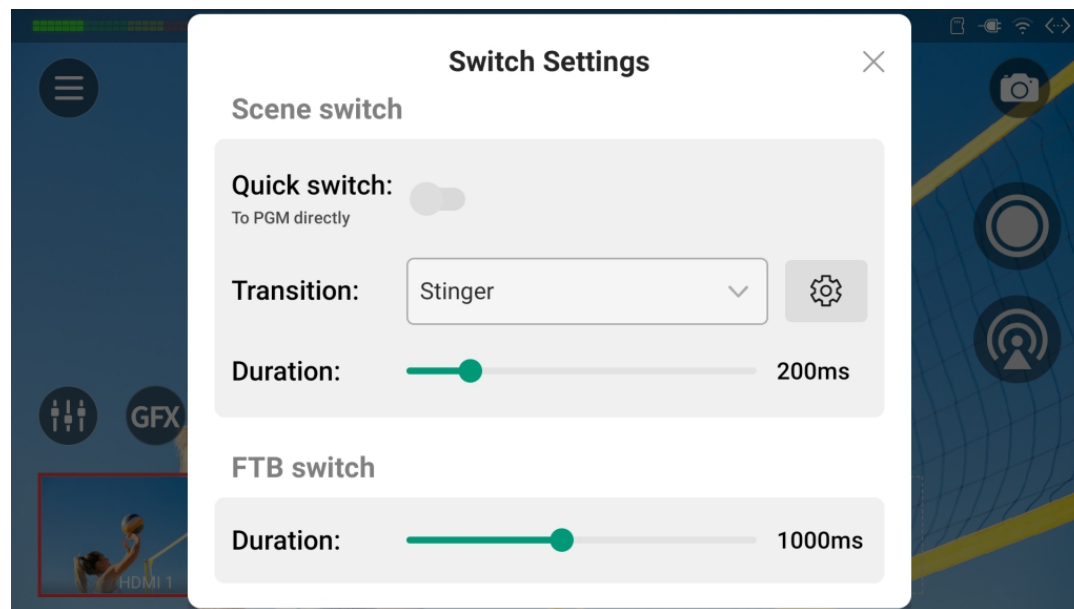 Switch Settings
Scene switch
Quick switch:
To PGM directly
Transition:
Stinger
Duration:
200ms
GFX
FTB switch
Duration:
1000ms
HDMI 1